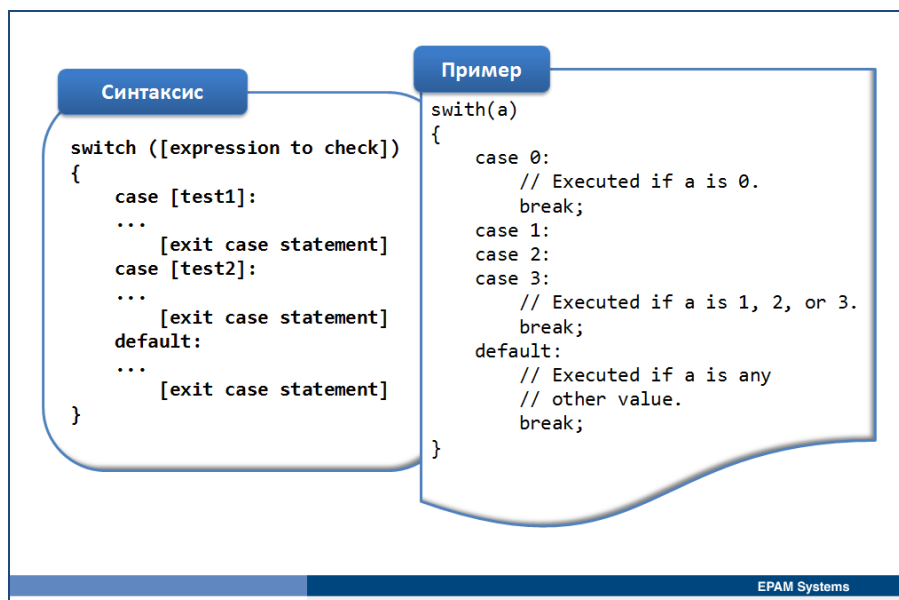 Синтаксис
switch ([expression to check])
{
    case [test1]:
    ...
        [exit case statement]
    case [test2]:
    ...
        [exit case statement]
    default:
    ...
        [exit case statement]
}
Пример
swith(a)
{
    case 0:
        // Executed if a is 0.
        break;
    case 1:
    case 2:
    case 3:
        // Executed if a is 1, 2, or 3.
        break;
    default:
        // Executed if a is any
        // other value.
        break;
}
EPAM Systems